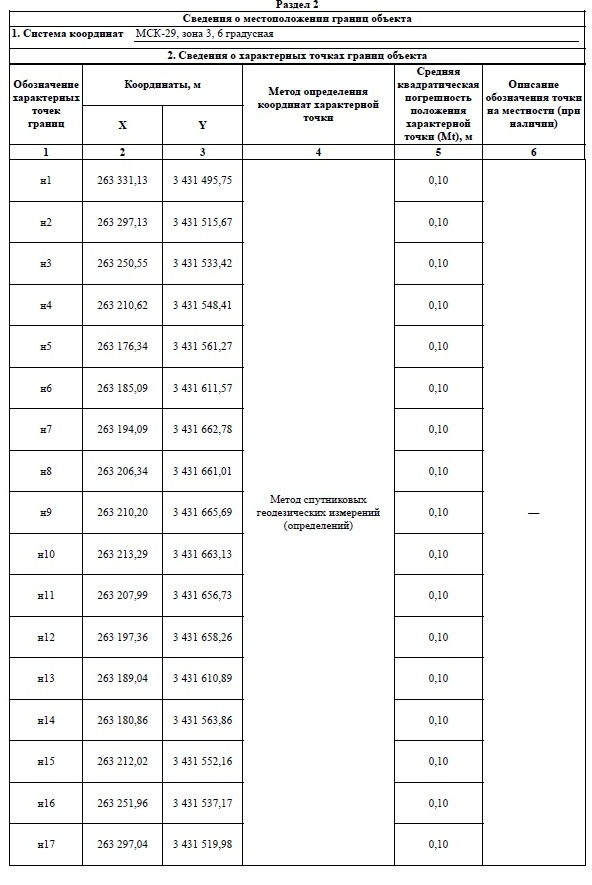 Раздел 2
Сведения о местоположении границ объекта
1. Система координат МСК-29, зона 3, 6 градусная
2. Сведения о характерных точках границ объекта
Обозначение характерных точек границ
Координаты, м
X
Y
Метод определения координат характерной точки
Средняя квадратическая погрешность положения характерной точки (Mt), м
Описание обозначения точки на местности (при наличии)
1 2 3 4 5 6
н1 263 331,13 3 431 495,75 0,10
н2 263 297,13 3 431 515,67 0,10
н3 263 250,55 3 431 533,42 0,10
н4 263 210,62 3 431 548,41 0,10
н5 263 176,34 3 431 561,27 0,10
н6 263 185,09 3 431 611,57 0,10
н7 263 194,09 3 431 662,78 0,10
н8 263 206,34 3 431 661,01 0,10
н9 263 210,20 3 431 665,69 Метод спутниковых геодезических измерений (определений) 0,10 —
н10 263 213,29 3 431 663,13 0,10
н11 263 207,99 3 431 656,73 0,10
н12 263 197,36 3 431 658,26 0,10
н13 263 189,04 3 431 610,89 0,10
н14 263 180,86 3 431 563,86 0,10
н15 263 212,02 3 431 552,16 0,10
н16 263 251,96 3 431 537,17 0,10
н17 263 297,04 3 431 519,98 0,10